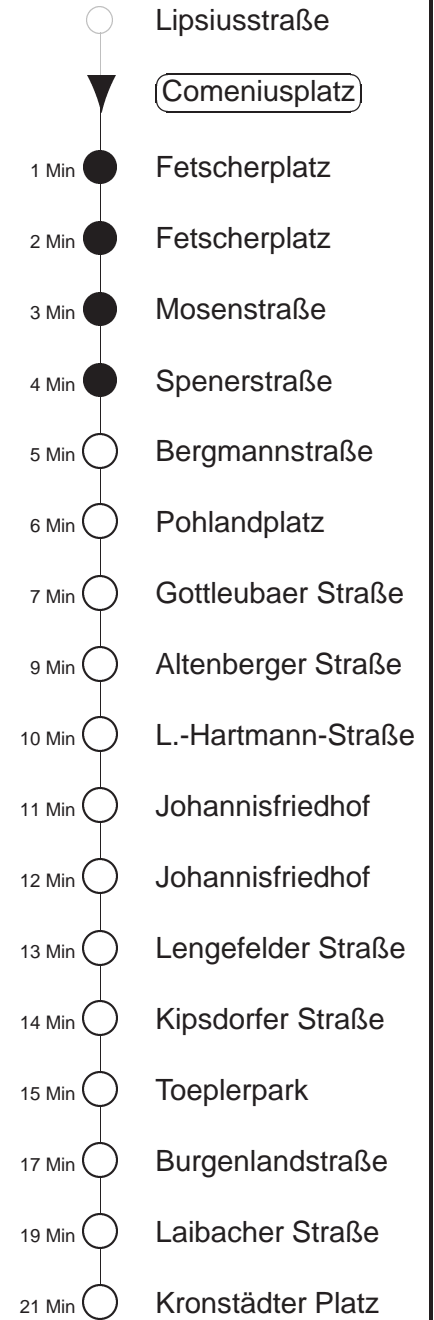 Lipsiusstraße
Comeniusplatz
1 Min Fetscherplatz
2 Min Fetscherplatz
3 Min Mosenstraße
4 Min Spenerstraße
5 Min Bergmannstraße
6 Min Pohlandplatz
7 Min Gottleubaer Straße
9 Min Altenberger Straße
10 Min L.-Hartmann-Straße
11 Min Johannisfriedhof
12 Min Johannisfriedhof
13 Min Lengefelder Straße
14 Min Kipsdorfer Straße
15 Min Toeplerpark
17 Min Burgenlandstraße
19 Min Laibacher Straße
21 Min Kronstädter Platz